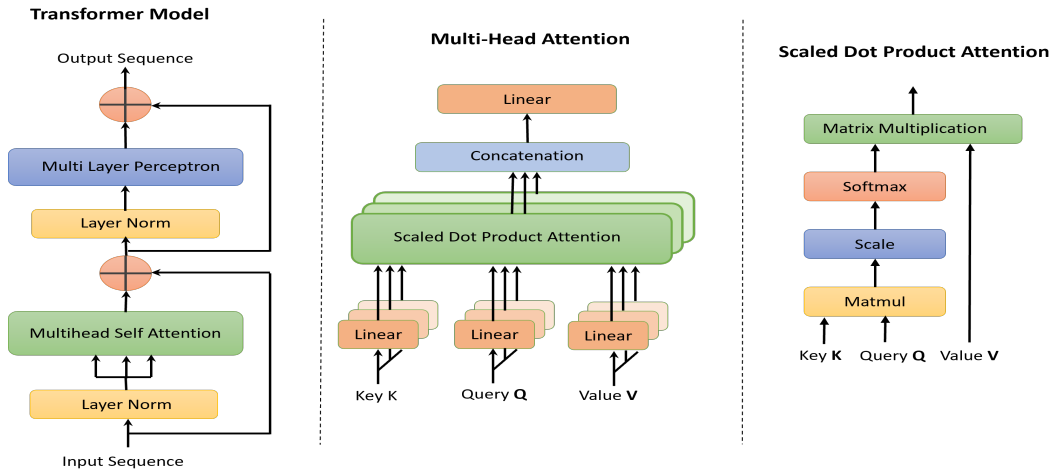 Transformer Model
Output Sequence
Multi Layer Perceptron
Layer Norm
Multihead Self Attention
Layer Norm
Input Sequence
Multi-Head Attention
Linear
Concatenation
Scaled Dot Product Attention
Linear
Linear
Linear
Key K
Query Q
Value V
Scaled Dot Product Attention
Matrix Multiplication
Softmax
Scale
Matmul
Key K
Query Q
Value V